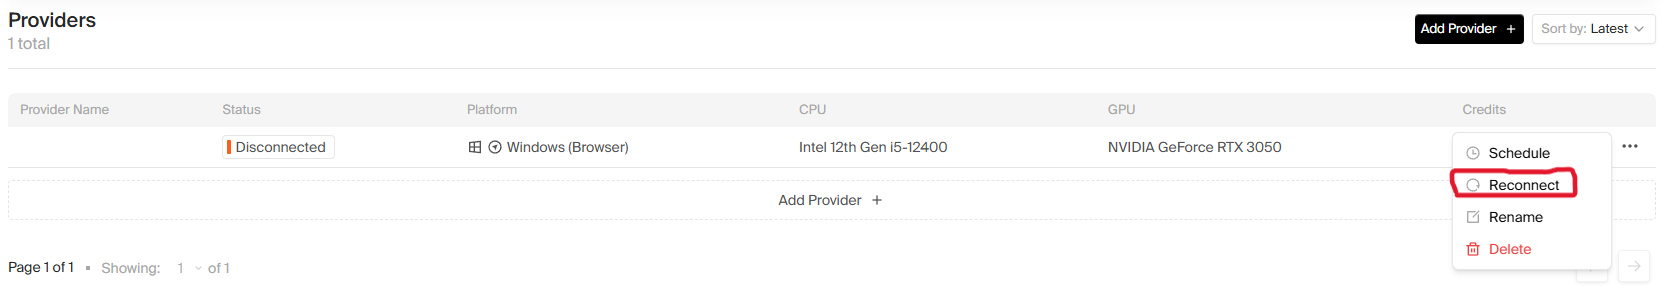 Providers
1 total
Add Provider +
Sort by: Latest
Provider Name Status Platform CPU GPU Credits
Disconnected Windows (Browser) Intel 12th Gen i5-12400 NVIDIA GeForce RTX 3050
Schedule
Reconnect
Rename
Delete
Add Provider +
Page 1 of 1 Showing: 1 of 1